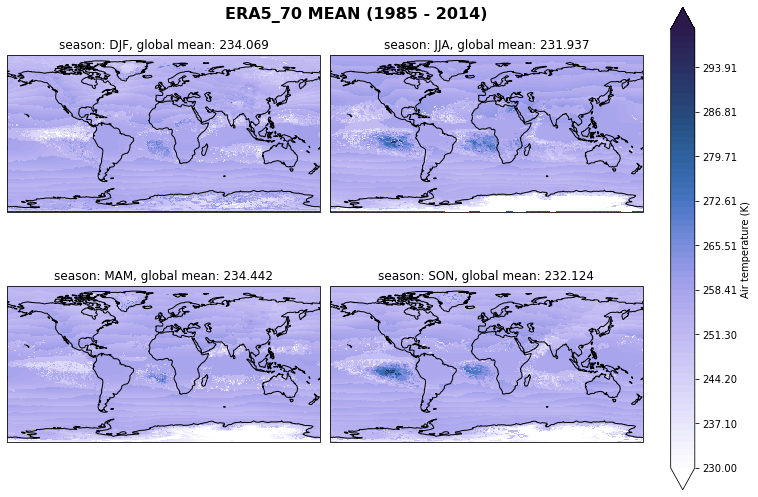 ERA5_70 MEAN (1985 - 2014)
season: DJF, global mean: 234.069
season: JJA, global mean: 231.937
season: MAM, global mean: 234.442
season: SON, global mean: 232.124
293.91
286.81
279.71
272.61
265.51
258.41
251.30
244.20
237.10
230.00
Air temperature (K)